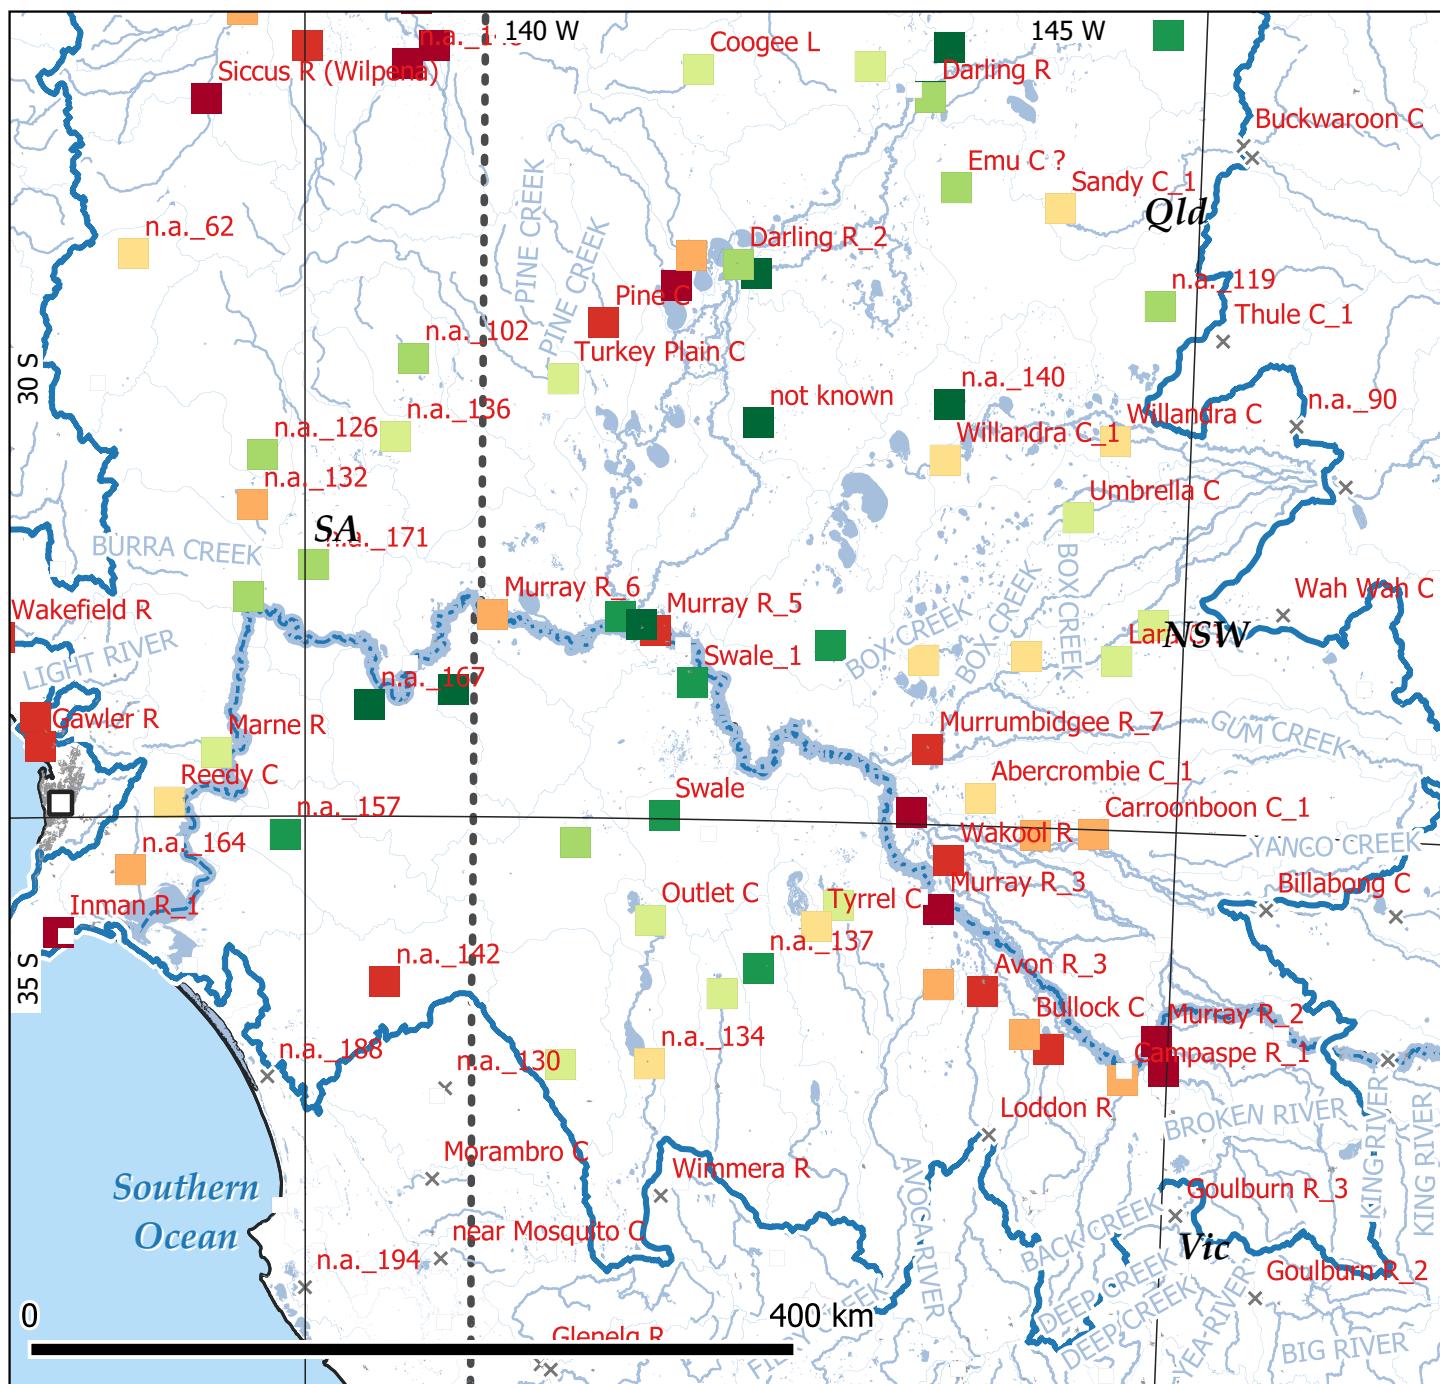 140 W
145 W
Coogee L
Siccus R (Wilpena)
Darling R
Buckwaroon C
Emu C ?
Sandy C_1
Qld
n.a._62
PINE CREEK
PINE CREEK
Darling R_2
n.a._119
Pine C
Thule C_1
n.a._102
Turkey Plain C
30 S
n.a._140
not known
n.a._90
n.a._136
Willandra C
n.a._126
Willandra C_1
n.a._132
Umbrella C
SA
n.a._171
BURRA CREEK
BOX CREEK
BOX CREEK
BOX CREEK
Murray R_6
Murray R_5
Wah Wah C
Wakefield R
Lara C
NSW
LIGHT RIVER
Swale_1
n.a._167
Gawler R
Marne R
Murrumbidgee R_7
GUM CREEK
Reedy C
Abercrombie C_1
Swale
n.a._157
Carroonboon C_1
Wakool R
n.a._164
YANCO CREEK
Murray R_3
Billabong C
Outlet C
Tyrrel C
Inman R_1
n.a._137
n.a._142
Avon R_3
35 S
Bullock C
Murray R_2
n.a._134
n.a._188
n.a._130
Campaspe R_1
Loddon R
BROKEN RIVER
KING RIVER
KING RIVER
Morambro C
Wimmera R
Southern
Ocean
AVOCA RIVER
Goulburn R_3
near Mosquito C
BACK CREEK
Vic
n.a._194
Goulburn R_2
DEEP CREEK
DEEP CREEK
YEA RIVER
0
400 km
Glenelg R
BIG RIVER